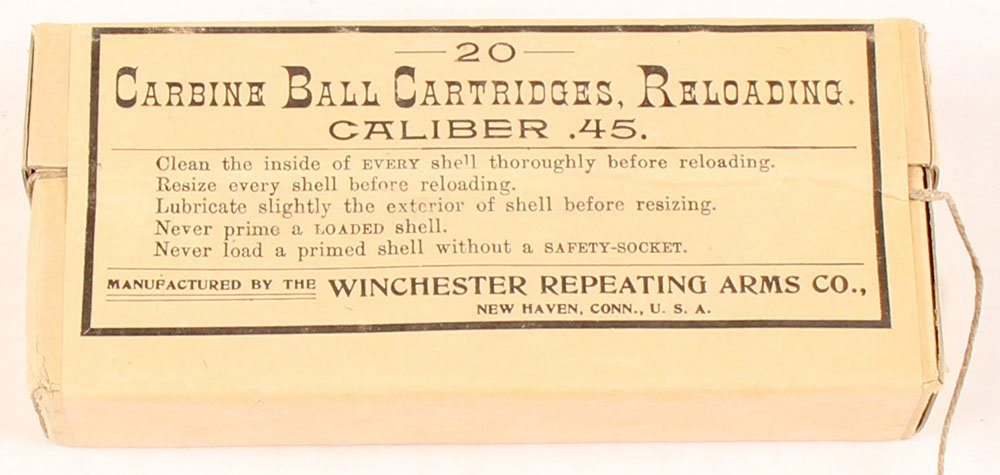 20
CARBINE BALL CARTRIDGES, RELOADING.
CALIBER .45.
Clean the inside of EVERY shell thoroughly before reloading.
Resize every shell before reloading.
Lubricate slightly the exterior of shell before resizing.
Never prime a LOADED shell.
Never load a primed shell without a SAFETY-SOCKET.
MANUFACTURED BY THE WINCHESTER REPEATING ARMS CO.,
NEW HAVEN, CONN., U. S. A.